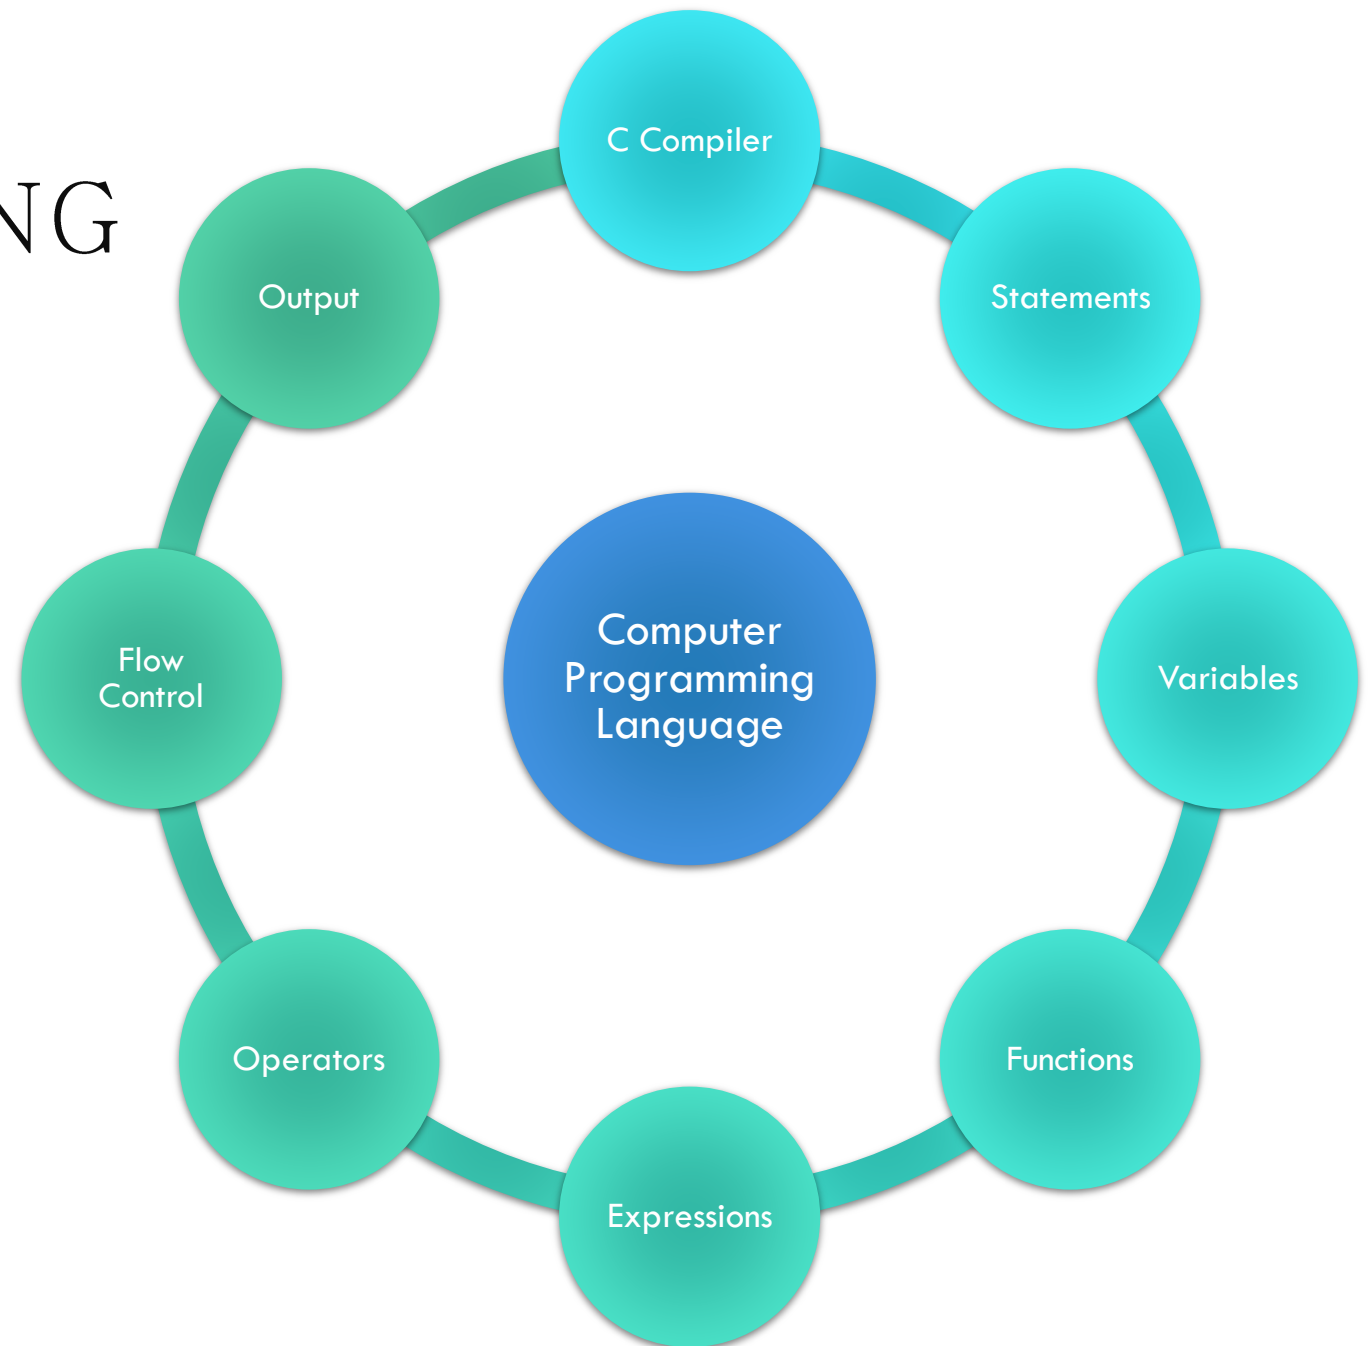 NG
C Compiler
Statements
Variables
Functions
Expressions
Operators
Flow
Control
Output
Computer
Programming
Language